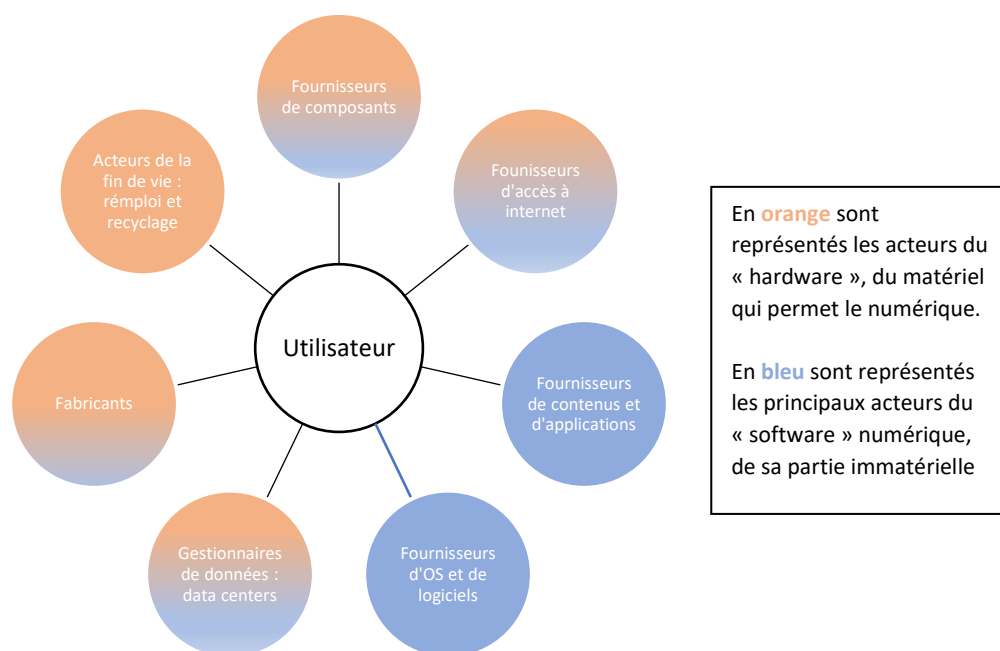 Fournisseurs
de composants
Founisseurs
d'accès à
internet
Fournisseurs
de contenus et
d'applications
Fournisseurs
d'OS et de
logiciels
Gestionnaires
de données :
data centers
Fabricants
Acteurs de la
fin de vie :
rémploi et
recyclage
Utilisateur
En orange sont
représentés les acteurs du
« hardware », du matériel
qui permet le numérique.
En bleu sont représentés
les principaux acteurs du
« software » numérique,
de sa partie immatérielle